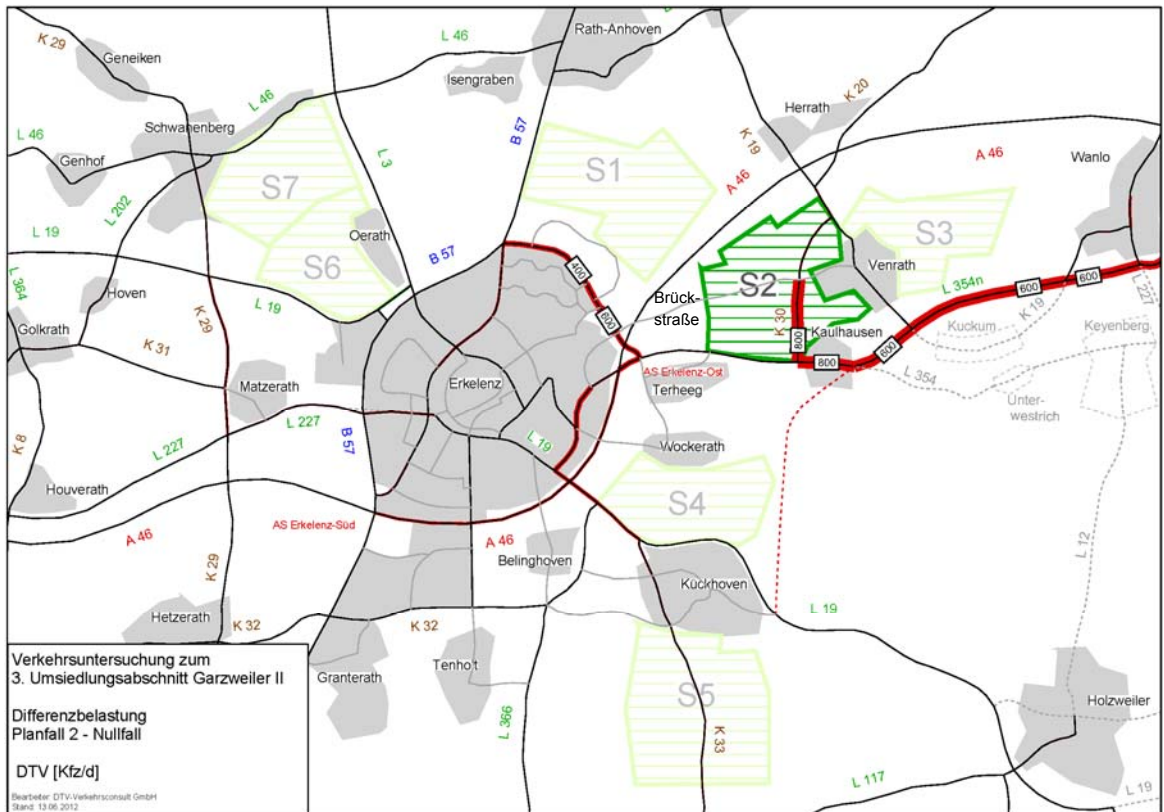 K 29
Geneiken
L 46
Rath-Anhoven
Isengraben
K 20
Herrath
L 46
Schwanenberg
L 46
Genhof
B 57
K 19
A 46
Wanlo
L 3
S7
S1
A 46
L 202
L 19
Oerath
S3
B 57
S6
Venrath
L 354n
L 364
Hoven
L 19
400
S2
Brück-
straße
K 30
600
600
K 19
L 227
Golkrath
K 29
600
Kuckum
Keyenberg
K 31
800
Kaulhausen
600
800
AS Erkelenz-Ost
L 354
Matzerath
Erkelenz
Terheeg
Unter-
westrich
K 8
L 227
L 227
B 57
L 19
Wockerath
Houverath
S4
A 46
AS Erkelenz-Süd
A 46
Belinghoven
L 12
K 29
Kückhoven
Hetzerath
K 32
K 32
L 19
Verkehrsuntersuchung zum
3. Umsiedlungsabschnitt Garzweiler II
Granterath
Tenholt
S5
Holzweiler
Differenzbelastung
Planfall 2 - Nullfall
L 366
K 33
DTV [Kfz/d]
L 117
L 19
Bearbeiter: DTV-Verkehrsconsult GmbH
Stand: 13.06.2012